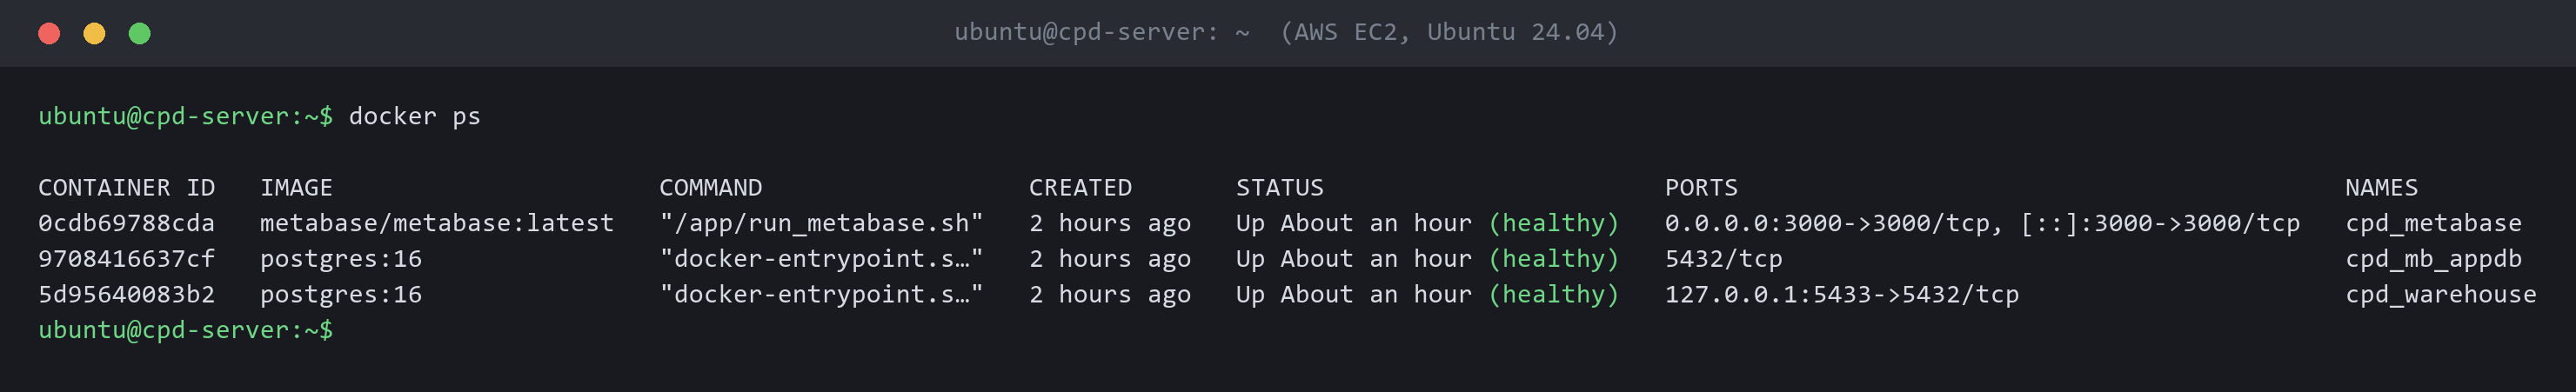 ubuntu@cpd-server: ~  (AWS EC2, Ubuntu 24.04)
ubuntu@cpd-server:~$ docker ps
CONTAINER ID   IMAGE                      COMMAND                  CREATED       STATUS                       PORTS                                         NAMES
0cdb69788cda   metabase/metabase:latest   "/app/run_metabase.sh"   2 hours ago   Up About an hour (healthy)   0.0.0.0:3000->3000/tcp, [::]:3000->3000/tcp   cpd_metabase
9708416637cf   postgres:16                "docker-entrypoint.s…"   2 hours ago   Up About an hour (healthy)   5432/tcp                                      cpd_mb_appdb
5d95640083b2   postgres:16                "docker-entrypoint.s…"   2 hours ago   Up About an hour (healthy)   127.0.0.1:5433->5432/tcp                      cpd_warehouse
ubuntu@cpd-server:~$